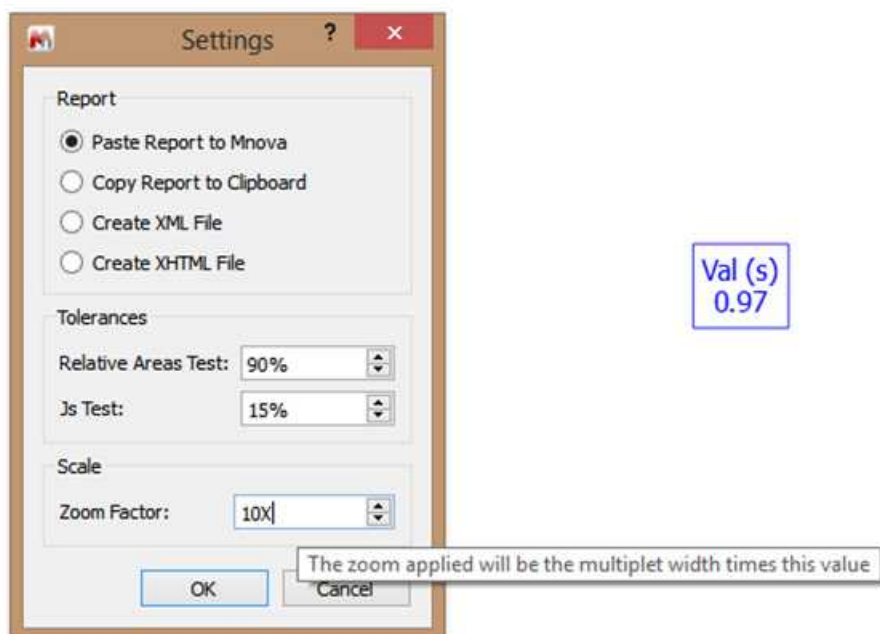 Settings
?
x
Report
Paste Report to Mnova
Copy Report to Clipboard
Create XML File
Create XHTML File
Tolerances
Relative Areas Test: 90%
Js Test: 15%
Scale
Zoom Factor: 10X
The zoom applied will be the multiplet width times this value
OK Cancel
Val (s)
0.97